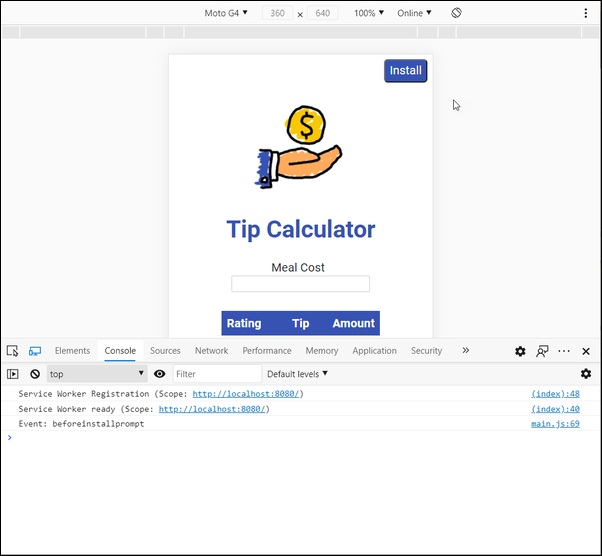 Moto G4 ▼ 360 x 640 100% ▼ Online ▼
Install
$
Tip Calculator
Meal Cost
Rating Tip Amount
Elements Console Sources Network Performance Memory Application Security »
top ▼ Filter Default levels ▼
Service Worker Registration (Scope: http://localhost:8080/) (index):48
Service Worker ready (Scope: http://localhost:8080/) (index):40
Event: beforeinstallprompt main.js:69
>